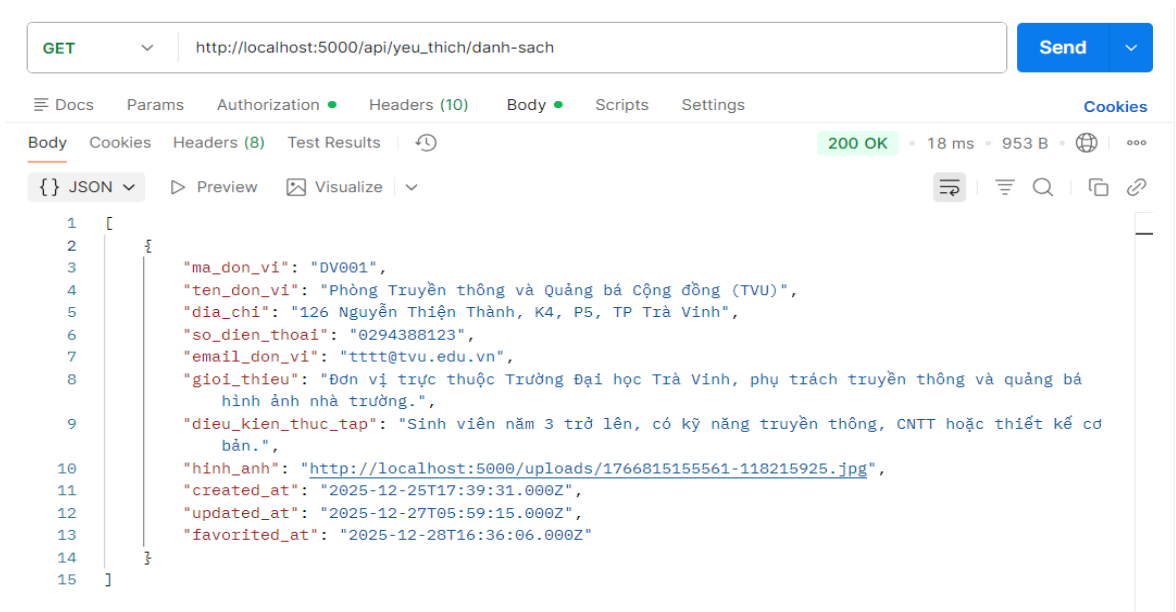 GET http://localhost:5000/api/yeu_thich/danh-sach Send
Docs Params Authorization Headers (10) Body Scripts Settings Cookies
Body Cookies Headers (8) Test Results 200 OK 18 ms 953 B
{} JSON Preview Visualize
1 [
2 {
3 "ma_don_vi": "DV001",
4 "ten_don_vi": "Phòng Truyền thông và Quảng bá Cộng đồng (TVU)",
5 "dia_chi": "126 Nguyễn Thiện Thành, K4, P5, TP Trà Vinh",
6 "so_dien_thoai": "0294388123",
7 "email_don_vi": "tttt@tvu.edu.vn",
8 "gioi_thieu": "Đơn vị trực thuộc Trường Đại học Trà Vinh, phụ trách truyền thông và quảng bá
hình ảnh nhà trường.",
9 "dieu_kien_thuc_tap": "Sinh viên năm 3 trở lên, có kỹ năng truyền thông, CNTT hoặc thiết kế cơ
bản.",
10 "hinh_anh": "http://localhost:5000/uploads/1766815155561-118215925.jpg",
11 "created_at": "2025-12-25T17:39:31.000Z",
12 "updated_at": "2025-12-27T05:59:15.000Z",
13 "favorited_at": "2025-12-28T16:36:06.000Z"
14 }
15 ]